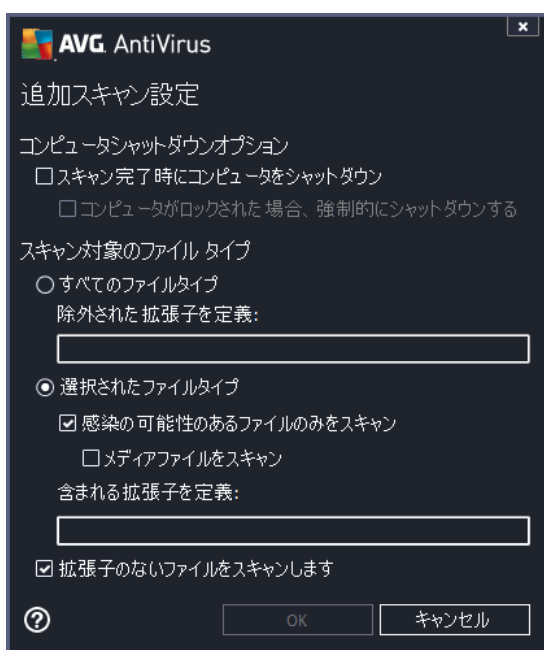 AVG AntiVirus
追加スキャン設定
コンピュータシャットダウンオプション
スキャン完了時にコンピュータをシャットダウン
コンピュータがロックされた場合、強制的にシャットダウンする
スキャン対象のファイル タイプ
すべてのファイルタイプ
除外された拡張子を定義:
選択されたファイルタイプ
感染の可能性のあるファイルのみをスキャン
メディアファイルをスキャン
含まれる拡張子を定義:
拡張子のないファイルをスキャンします
OK
キャンセル